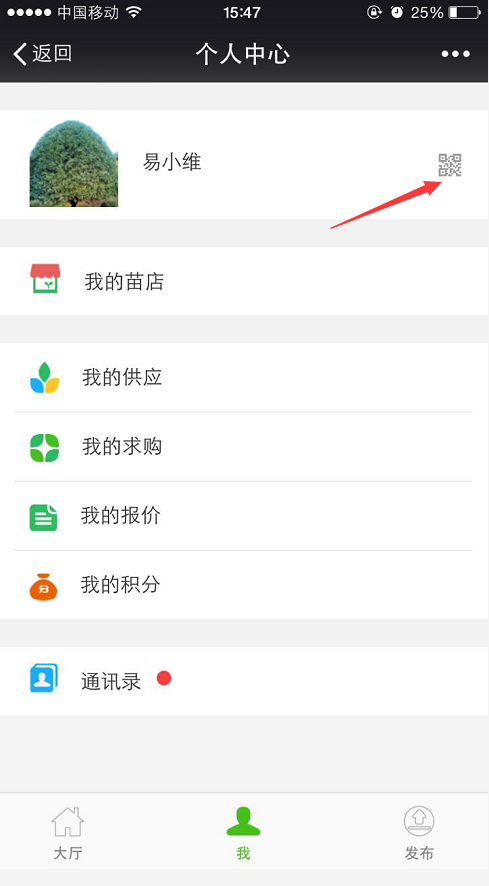 中国移动 15:47 25%
返回 个人中心
易小维
我的苗店
我的供应
我的求购
我的报价
我的积分
通讯录
大厅 我 发布